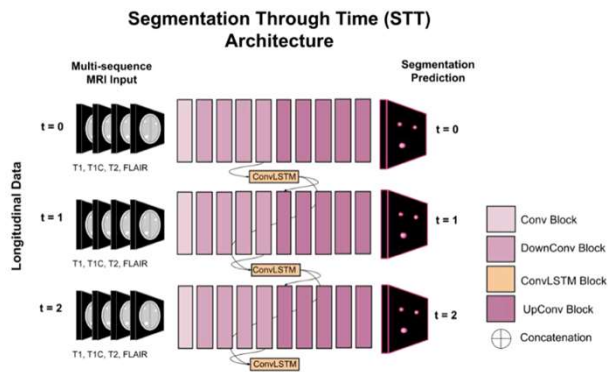 Segmentation Through Time (STT)
Architecture
Multi-sequence
MRI Input
Segmentation
Prediction
Longitudinal Data
t = 0
T1, T1C, T2, FLAIR
t = 0
ConvLSTM
t = 1
T1, T1C, T2, FLAIR
t = 1
ConvLSTM
t = 2
T1, T1C, T2, FLAIR
t = 2
ConvLSTM
Conv Block
DownConv Block
ConvLSTM Block
UpConv Block
Concatenation